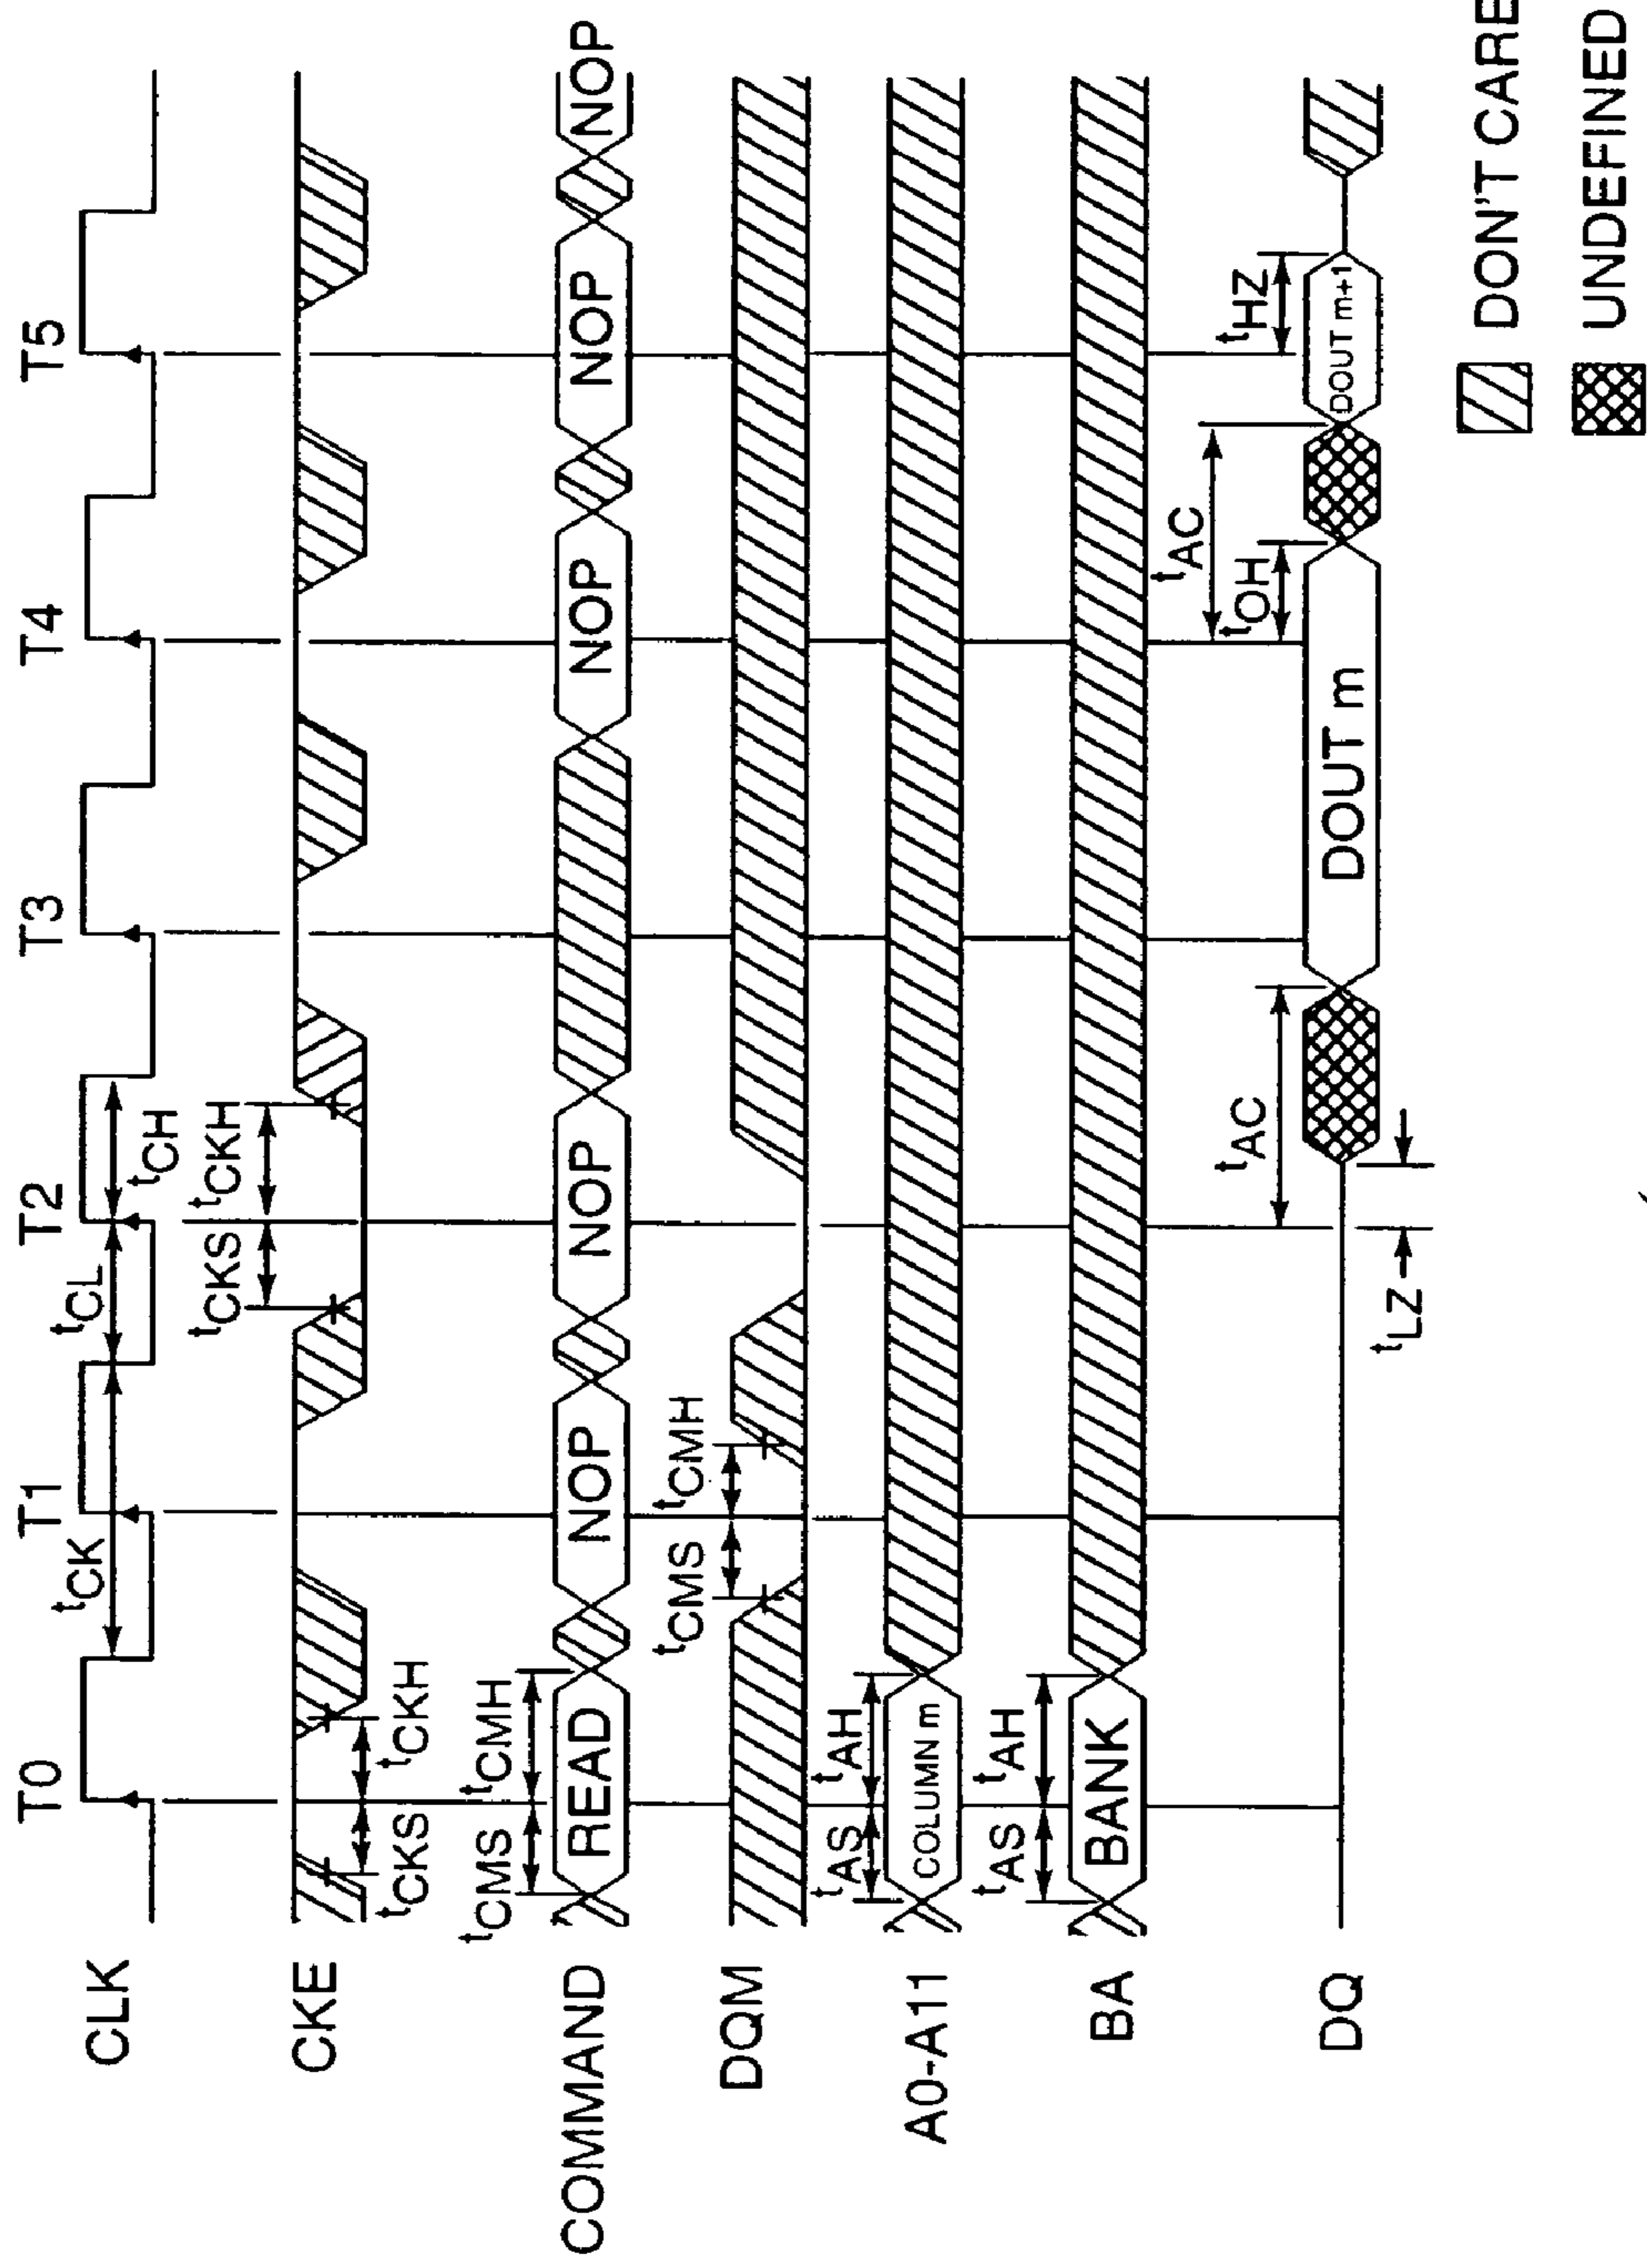 T0 T1 T2 T3 T4 T5
CLK
tCK tCL tCH
CKE
tCKS tCKH tCKS tCKH
COMMAND
tCMS tCMH
READ NOP NOP NOP NOP NOP
DQM
tCMS tCMH
A0-A11
tAS tAH
COLUMN m
BA
tAS tAH
BANK
DQ
tLZ tAC tOH tAC tHZ
DOUT m DOUT m+1
DON'T CARE
UNDEFINED